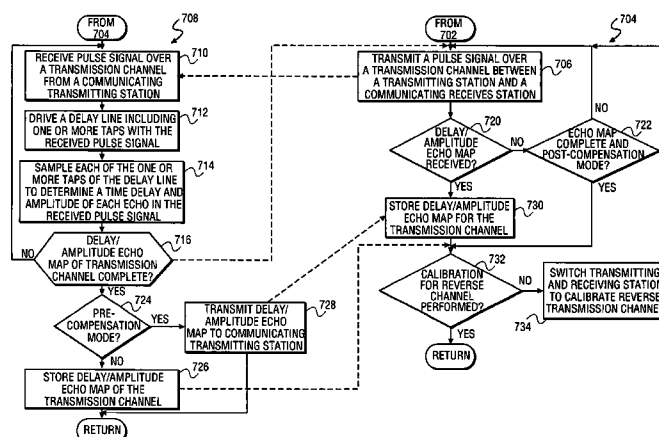 FROM
704
708
RECEIVE PULSE SIGNAL OVER
A TRANSMISSION CHANNEL
FROM A COMMUNICATING
TRANSMITTING STATION
710
712
DRIVE A DELAY LINE INCLUDING
ONE OR MORE TAPS WITH THE
RECEIVED PULSE SIGNAL
714
SAMPLE EACH OF THE ONE OR
MORE TAPS OF THE DELAY LINE
TO DETERMINE A TIME DELAY AND
AMPLITUDE OF EACH ECHO IN THE
RECEIVED PULSE SIGNAL
716
NO
DELAY/
AMPLITUDE ECHO
MAP OF TRANSMISSION
CHANNEL COMPLETE?
YES
724
PRE-
COMPENSATION
MODE?
YES
NO
728
TRANSMIT DELAY/
AMPLITUDE ECHO
MAP TO COMMUNICATING
TRANSMITTING STATION
726
STORE DELAY/AMPLITUDE
ECHO MAP OF THE
TRANSMISSION CHANNEL
RETURN
FROM
702
704
TRANSMIT A PULSE SIGNAL OVER
A TRANSMISSION CHANNEL BETWEEN
A TRANSMITTING STATION AND A
COMMUNICATING RECEIVES STATION
706
720
DELAY/
AMPLITUDE
ECHO MAP
RECEIVED?
NO
YES
NO
722
ECHO MAP
COMPLETE AND
POST-COMPENSATION
MODE?
YES
730
STORE DELAY/AMPLITUDE
ECHO MAP FOR THE
TRANSMISSION CHANNEL
732
CALIBRATION
FOR REVERSE
CHANNEL
PERFORMED?
NO
YES
RETURN
SWITCH TRANSMITTING
AND RECEIVING STATION
TO CALIBRATE REVERSE
TRANSMISSION CHANNEL
734